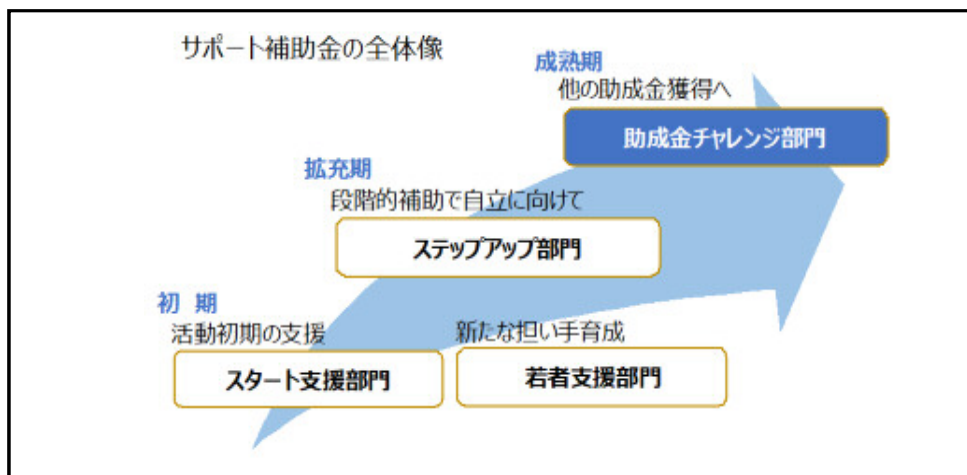 サポート補助金の全体像
成熟期
他の助成金獲得へ
助成金チャレンジ部門
拡充期
段階的補助で自立に向けて
ステップアップ部門
初　期
活動初期の支援
スタート支援部門
新たな担い手育成
若者支援部門